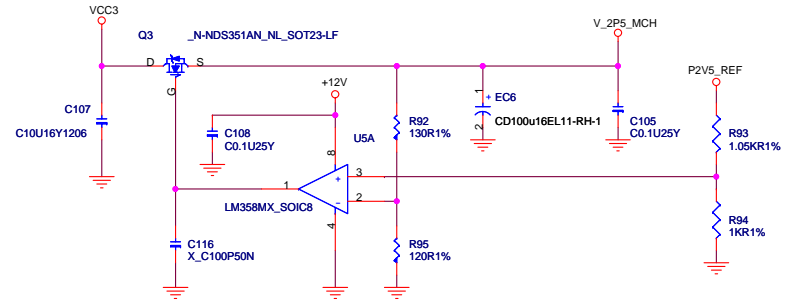 VCC3
V_2P5_MCH
Q3
_N-NDS351AN_NL_SOT23-LF
D
S
G
P2V5_REF
+12V
C107
C10U16Y1206
1
+
EC6
2
CD100u16EL11-RH-1
C105
C0.1U25Y
R92
130R1%
R93
1.05KR1%
C108
C0.1U25Y
U5A
8
3
+
1
2
-
4
LM358MX_SOIC8
R94
1KR1%
C116
X_C100P50N
R95
120R1%